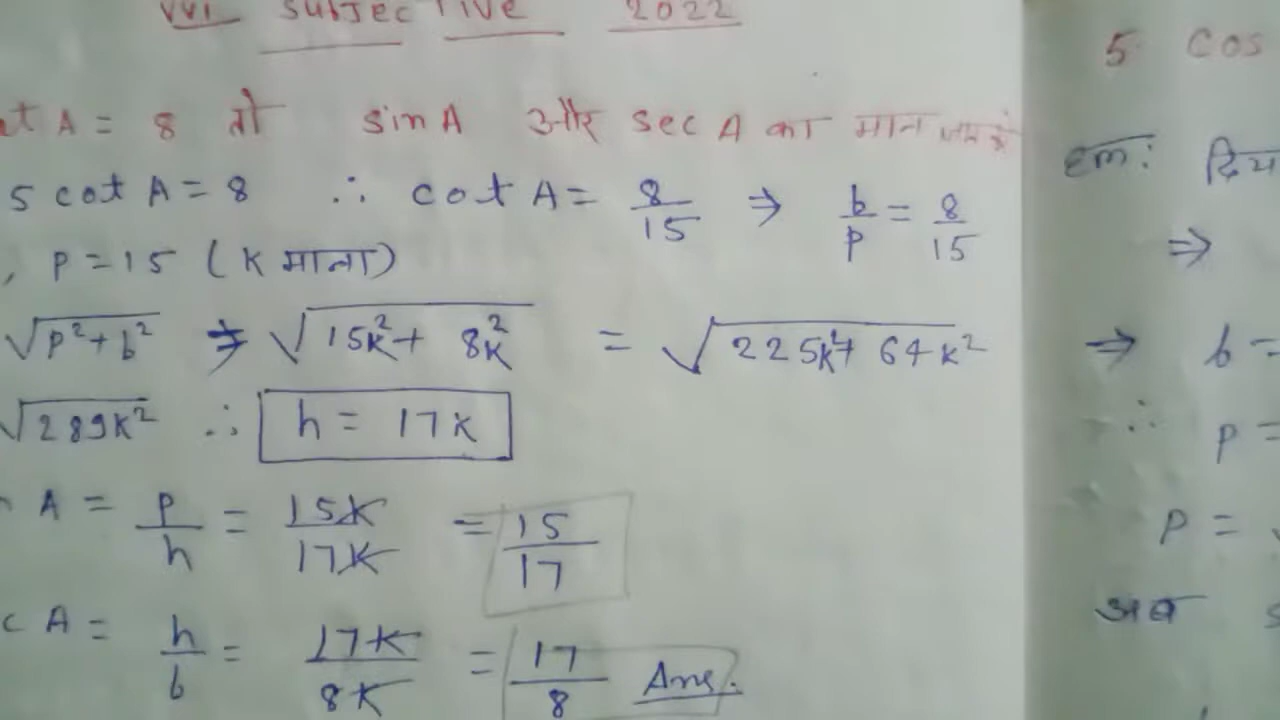 VVI subjective 2022
t A = 8 तो sin A और sec A का मान
5 cot A = 8 ∴ cot A = 8/15 ⇒ b/p = 8/15
, P = 15 (K माना)
√p²+b² ⇒ √15k²+ 8k² = √225k²+ 64k²
√289k² ∴ h = 17k
A = p/h = 15k/17k = 15/17
c A = h/b = 17k/8k = 17/8 Ans.
5. cos
हल: दिय
⇒
⇒ b =
∴ p =
P =
अब s